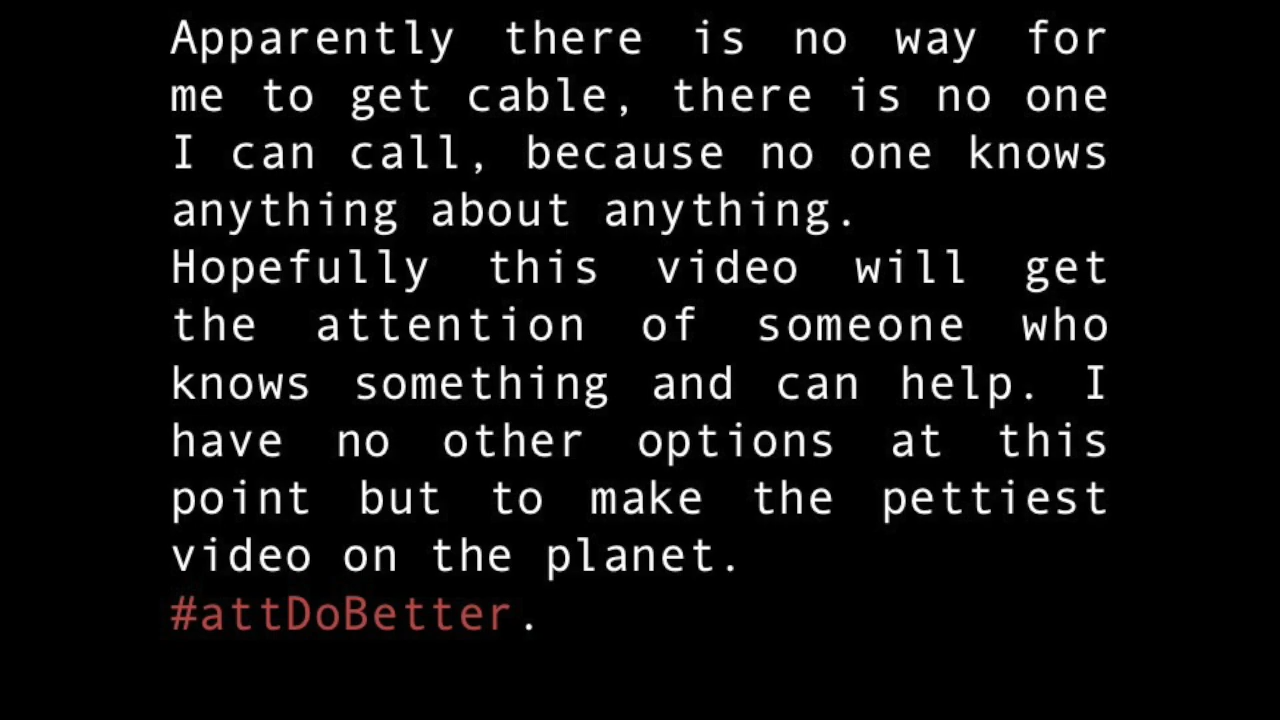 Apparently there is no way for
me to get cable, there is no one
I can call, because no one knows
anything about anything.
Hopefully this video will get
the attention of someone who
knows something and can help. I
have no other options at this
point but to make the pettiest
video on the planet.
#attDoBetter.